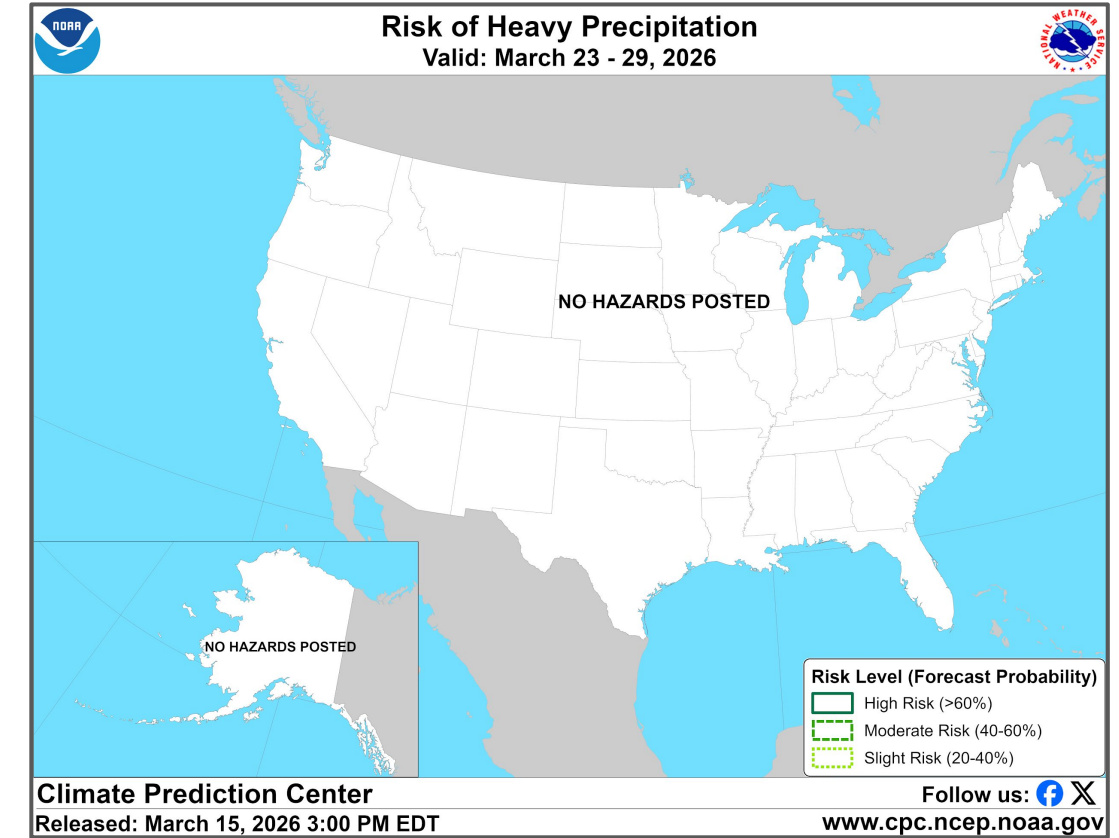 NOAA
Risk of Heavy Precipitation
Valid: March 23 - 29, 2026
NATIONAL WEATHER SERVICE
NO HAZARDS POSTED
NO HAZARDS POSTED
Risk Level (Forecast Probability)
High Risk (>60%)
Moderate Risk (40-60%)
Slight Risk (20-40%)
Climate Prediction Center
Follow us:
Released: March 15, 2026 3:00 PM EDT
www.cpc.ncep.noaa.gov